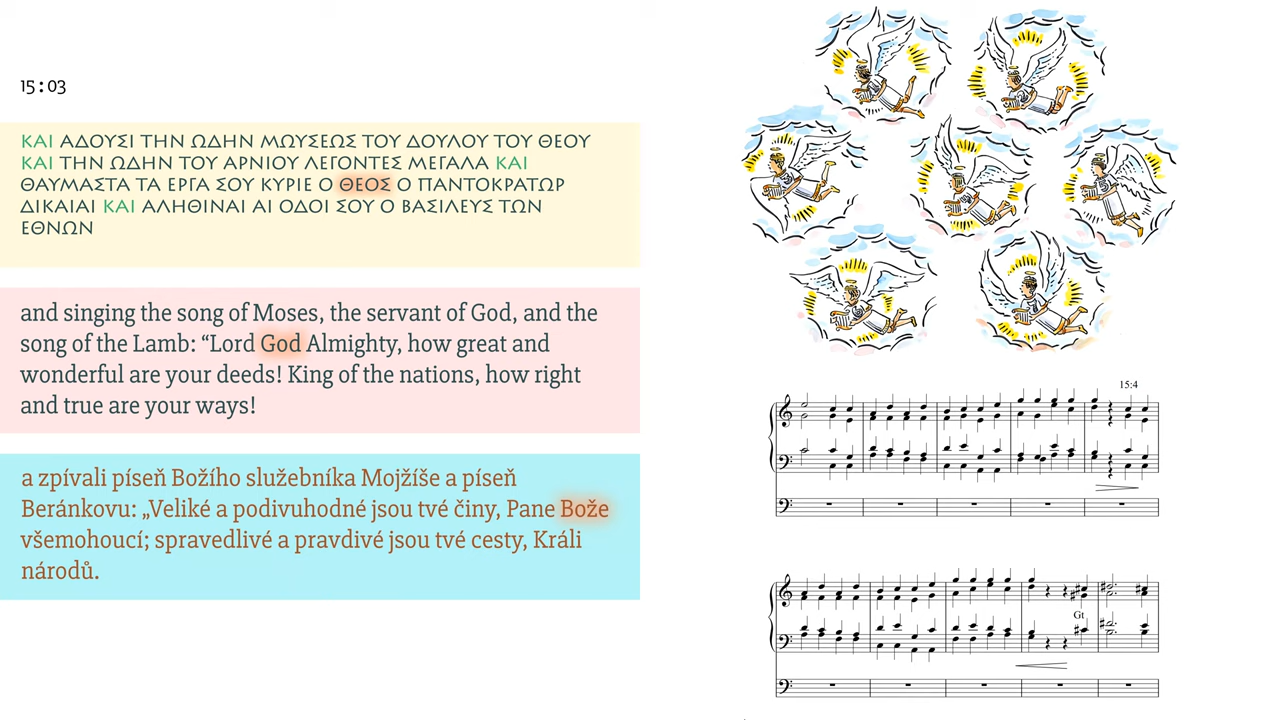 15:03
ΚΑΙ ΑΔΟΥΣΙ ΤΗΝ ΩΔΗΝ ΜΩΥΣΕΩΣ ΤΟΥ ΔΟΥΛΟΥ ΤΟΥ ΘΕΟΥ
ΚΑΙ ΤΗΝ ΩΔΗΝ ΤΟΥ ΑΡΝΙΟΥ ΛΕΓΟΝΤΕΣ ΜΕΓΑΛΑ ΚΑΙ
ΘΑΥΜΑΣΤΑ ΤΑ ΕΡΓΑ ΣΟΥ ΚΥΡΙΕ Ο ΘΕΟΣ Ο ΠΑΝΤΟΚΡΑΤΩΡ
ΔΙΚΑΙΑΙ ΚΑΙ ΑΛΗΘΙΝΑΙ ΑΙ ΟΔΟΙ ΣΟΥ Ο ΒΑΣΙΛΕΥΣ ΤΩΝ
ΕΘΝΩΝ
and singing the song of Moses, the servant of God, and the
song of the Lamb: “Lord God Almighty, how great and
wonderful are your deeds! King of the nations, how right
and true are your ways!
a zpívali píseň Božího služebníka Mojžíše a píseň
Beránkovu: „Veliké a podivuhodné jsou tvé činy, Pane Bože
všemohoucí; spravedlivé a pravdivé jsou tvé cesty, Králi
národů.
15:4
Gt